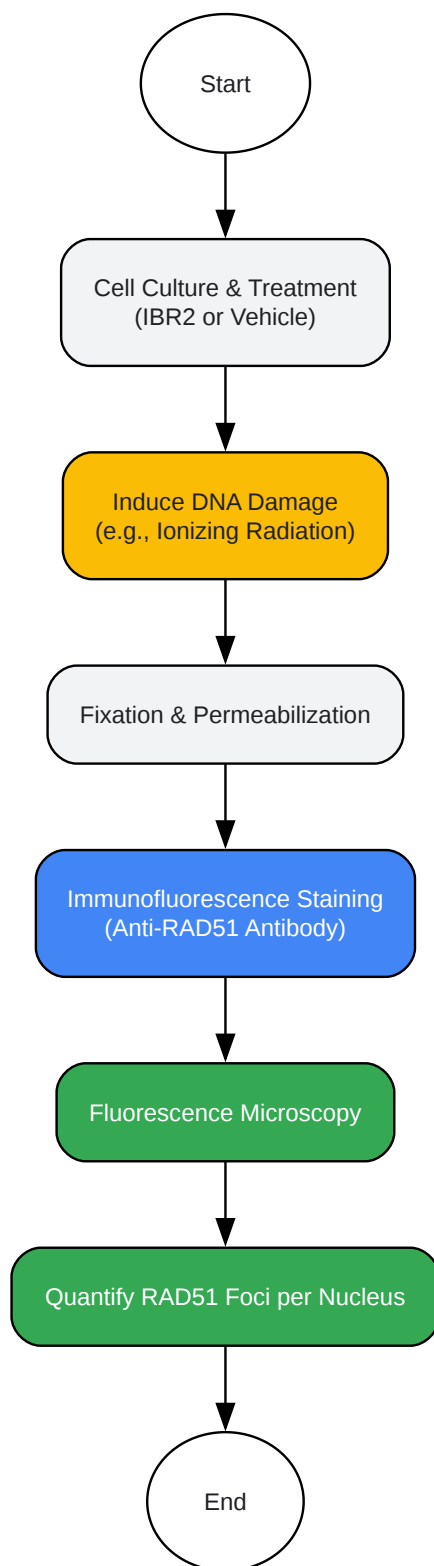 Start
Cell Culture & Treatment
(IBR2 or Vehicle)
Induce DNA Damage
(e.g., Ionizing Radiation)
Fixation & Permeabilization
Immunofluorescence Staining
(Anti-RAD51 Antibody)
Fluorescence Microscopy
Quantify RAD51 Foci per Nucleus
End